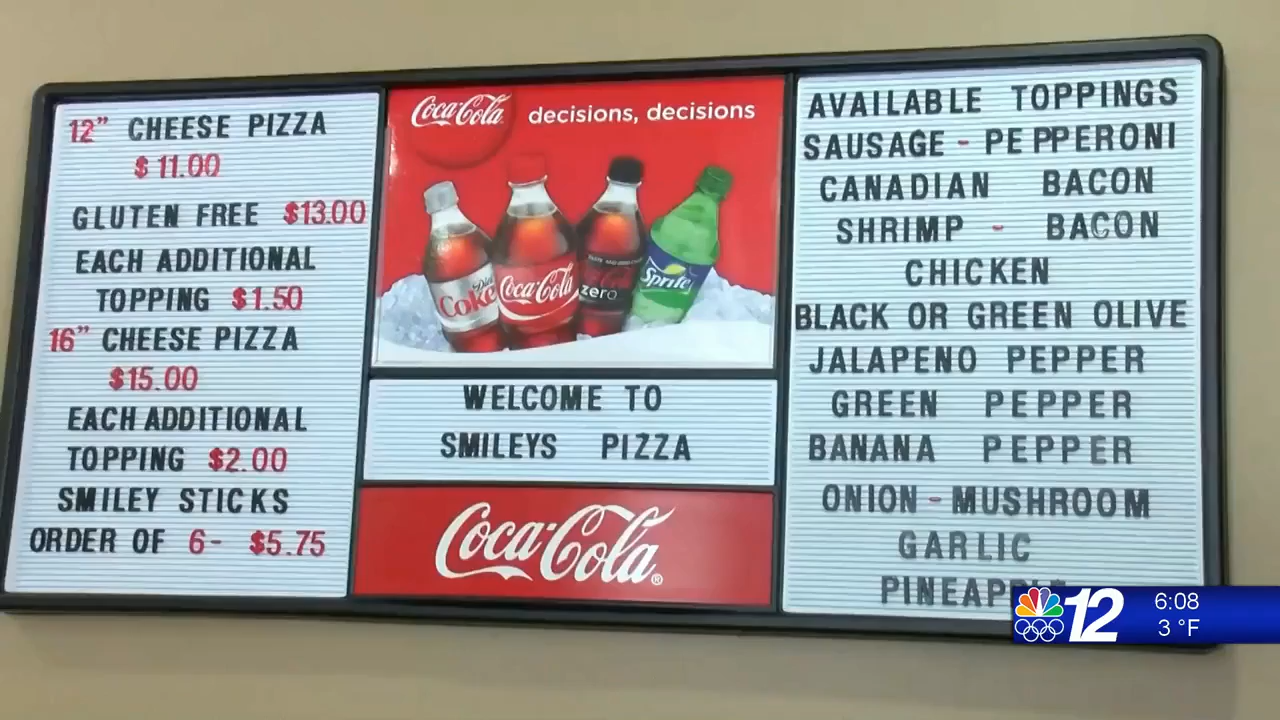 12” CHEESE PIZZA
$11.00
GLUTEN FREE $13.00
EACH ADDITIONAL
TOPPING $1.50
16” CHEESE PIZZA
$15.00
EACH ADDITIONAL
TOPPING $2.00
SMILEY STICKS
ORDER OF 6- $5.75
Coca-Cola decisions, decisions
Diet
Coke
Coca-Cola
zero
Sprite
WELCOME TO
SMILEYS PIZZA
Coca-Cola®
AVAILABLE TOPPINGS
SAUSAGE - PEPPERONI
CANADIAN BACON
SHRIMP - BACON
CHICKEN
BLACK OR GREEN OLIVE
JALAPENO PEPPER
GREEN PEPPER
BANANA PEPPER
ONION - MUSHROOM
GARLIC
PINEAPPLE
12
6:08
3 °F